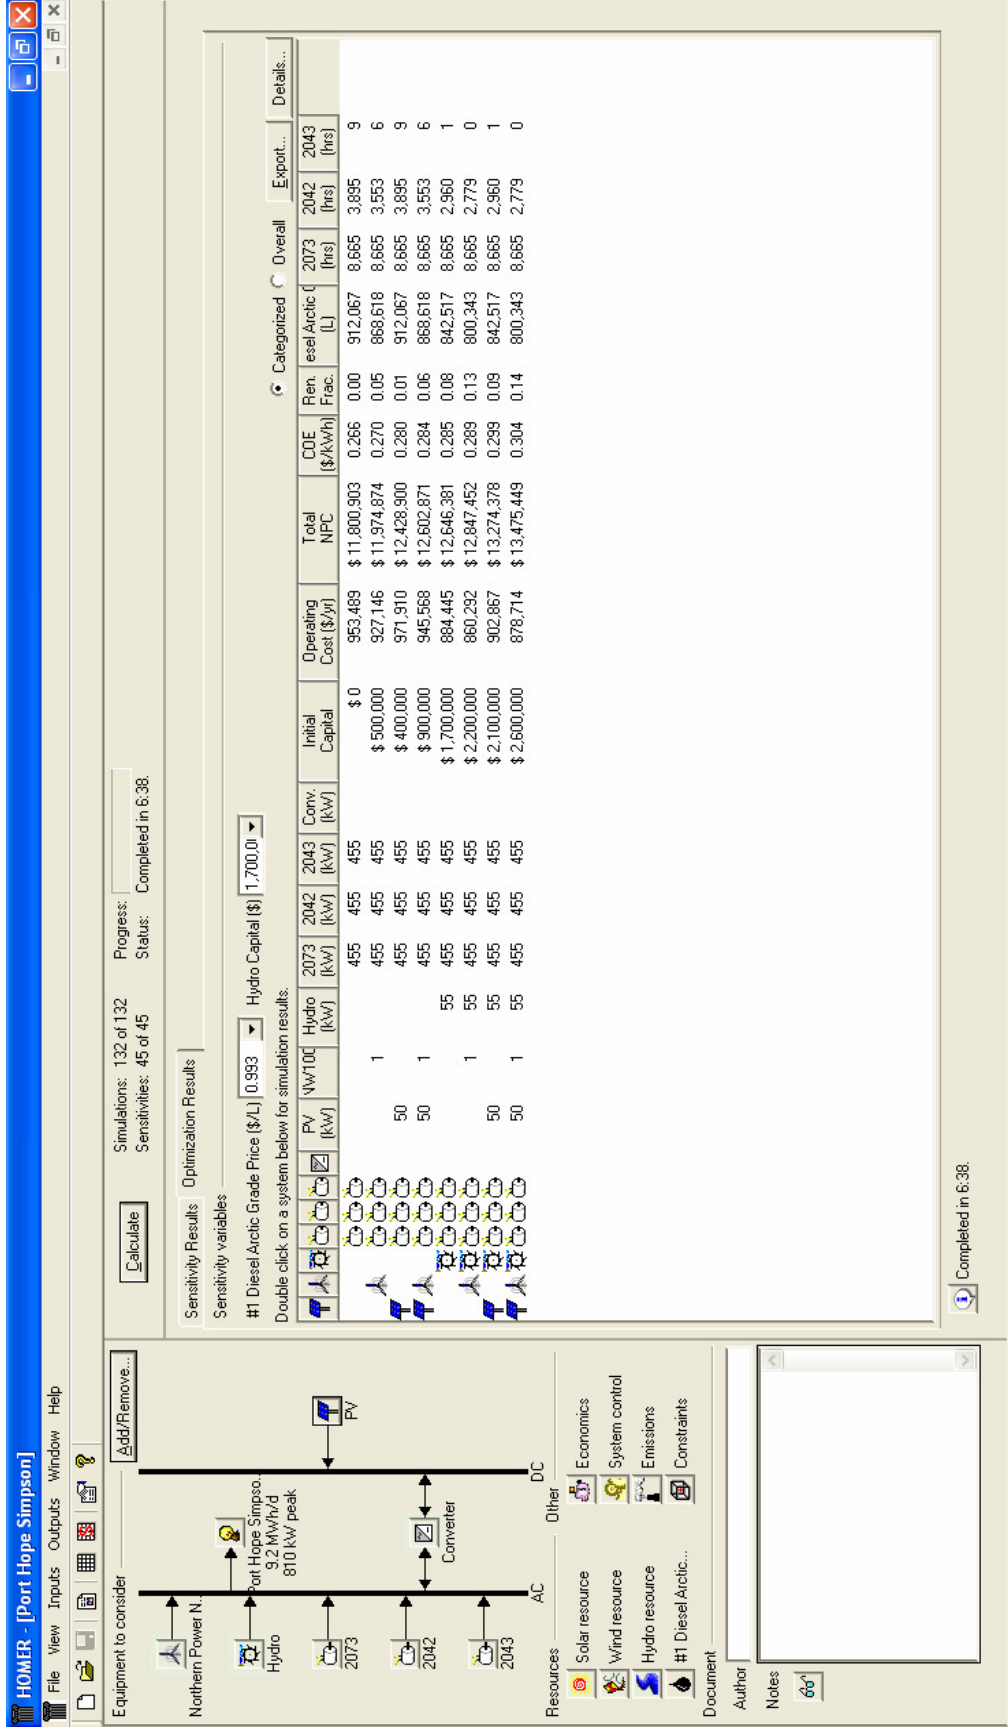 HOMER - [Port Hope Simpson]
File View Inputs Outputs Window Help
Equipment to consider
Add/Remove...
Northern Power N...
Hydro
2073
2042
2043
Port Hope Simpso...
9.2 MWh/d
810 kW peak
Converter
PV
AC
DC
Resources
Other
Solar resource
Economics
Wind resource
System control
Hydro resource
Emissions
#1 Diesel Arctic...
Constraints
Document
Author
Notes
Calculate
Simulations: 132 of 132
Progress:
Sensitivities: 45 of 45
Status: Completed in 6:38.
Sensitivity Results
Optimization Results
Sensitivity variables
#1 Diesel Arctic Grade Price ($/L) 0.993 Hydro Capital ($) 1,700,0
Double click on a system below for simulation results.
Categorized Overall
Export...
Details...
PV (kW) NW100 Hydro (kW) 2073 (kW) 2042 (kW) 2043 (kW) Conv. (kW) Initial Capital Operating Cost ($/yr) Total NPC COE ($/kWh) Ren. Frac. esel Arctic (L) 2073 (hrs) 2042 (hrs) 2043 (hrs)
455 455 455 $ 0 953,489 $ 11,800,903 0.266 0.00 912,067 8,665 3,895 9
1 455 455 455 $ 500,000 927,146 $ 11,974,874 0.270 0.05 868,618 8,665 3,553 6
50 455 455 455 $ 400,000 971,910 $ 12,428,900 0.280 0.01 912,067 8,665 3,895 9
50 1 455 455 455 $ 900,000 945,568 $ 12,602,871 0.284 0.06 868,618 8,665 3,553 6
55 455 455 455 $ 1,700,000 884,445 $ 12,646,381 0.285 0.08 842,517 8,665 2,960 1
1 55 455 455 455 $ 2,200,000 860,292 $ 12,847,452 0.289 0.13 800,343 8,665 2,779 0
50 55 455 455 455 $ 2,100,000 902,867 $ 13,274,378 0.299 0.09 842,517 8,665 2,960 1
50 1 55 455 455 455 $ 2,600,000 878,714 $ 13,475,449 0.304 0.14 800,343 8,665 2,779 0
Completed in 6:38.